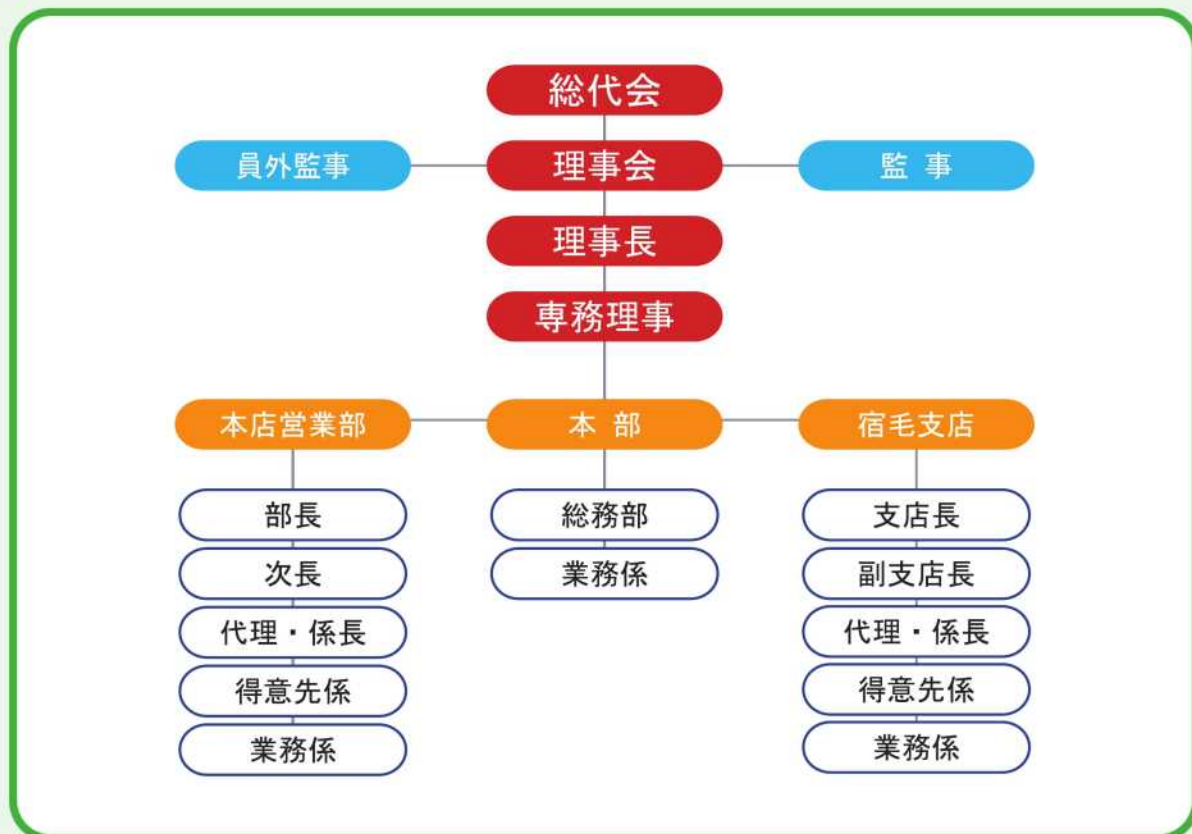 総代会
員外監事
理事会
監 事
理事長
専務理事
本店営業部
本 部
宿毛支店
部長
次長
代理・係長
得意先係
業務係
総務部
業務係
支店長
副支店長
代理・係長
得意先係
業務係